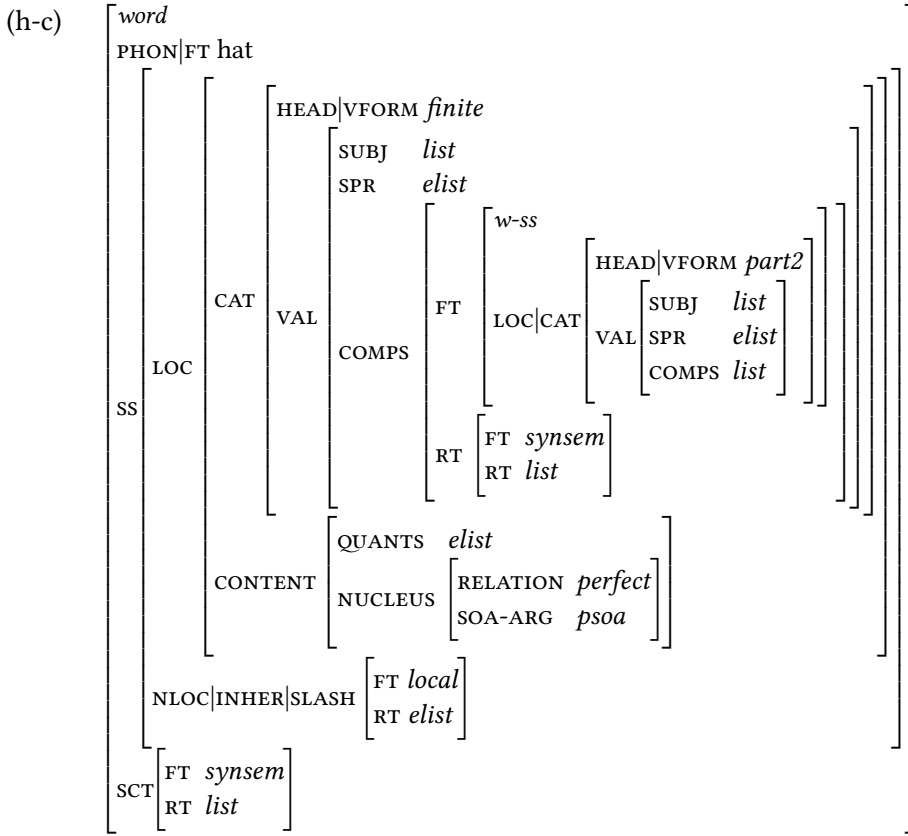 (h-c)
word
PHON|FT hat
HEAD|VFORM finite
SUBJ list
SPR elist
w-ss
HEAD|VFORM part2
SUBJ list
CAT
FT
LOC|CAT
VAL
VAL SPR elist
COMPS
COMPS list
LOC
SS
RT FT synsem
RT list
QUANTS elist
CONTENT
RELATION perfect
NUCLEUS
SOA-ARG psoa
FT local
NLOC|INHER|SLASH
RT elist
FT synsem
SCT
RT list